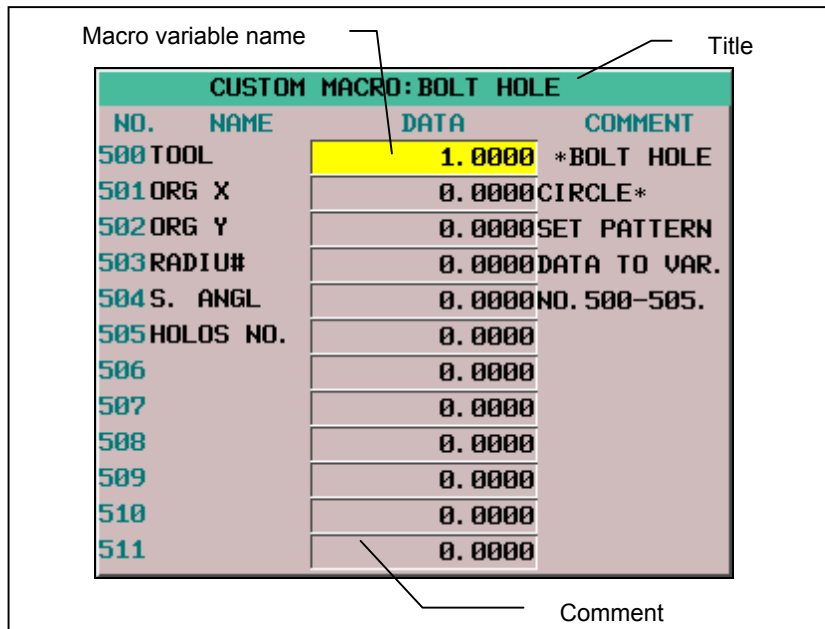 Macro variable name
Title
CUSTOM MACRO:BOLT HOLE
NO. NAME DATA COMMENT
500 TOOL 1.0000 *BOLT HOLE
501 ORG X 0.0000 CIRCLE*
502 ORG Y 0.0000 SET PATTERN
503 RADIU# 0.0000 DATA TO VAR.
504 S. ANGL 0.0000 NO.500-505.
505 HOLOS NO. 0.0000
506 0.0000
507 0.0000
508 0.0000
509 0.0000
510 0.0000
511 0.0000
Comment